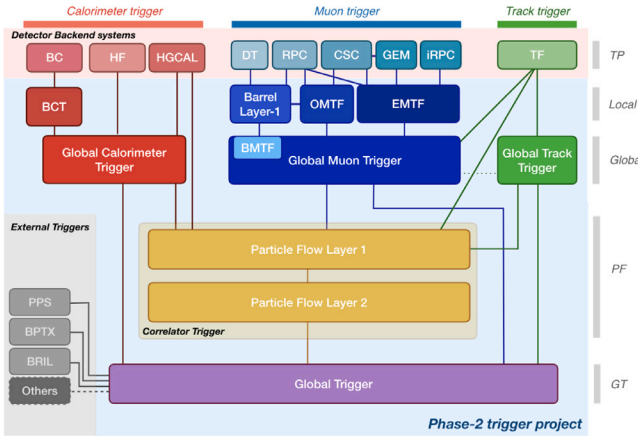 Calorimeter trigger
Muon trigger
Track trigger
Detector Backend systems
BC
HF
HGCAL
DT
RPC
CSC
GEM
iRPC
TF
TP
BCT
Barrel
Layer-1
OMTF
EMTF
Local
Global Calorimeter
Trigger
BMTF
Global Muon Trigger
Global Track
Trigger
Global
External Triggers
Particle Flow Layer 1
PF
PPS
Particle Flow Layer 2
BPTX
Correlator Trigger
BRIL
Others
Global Trigger
GT
Phase-2 trigger project